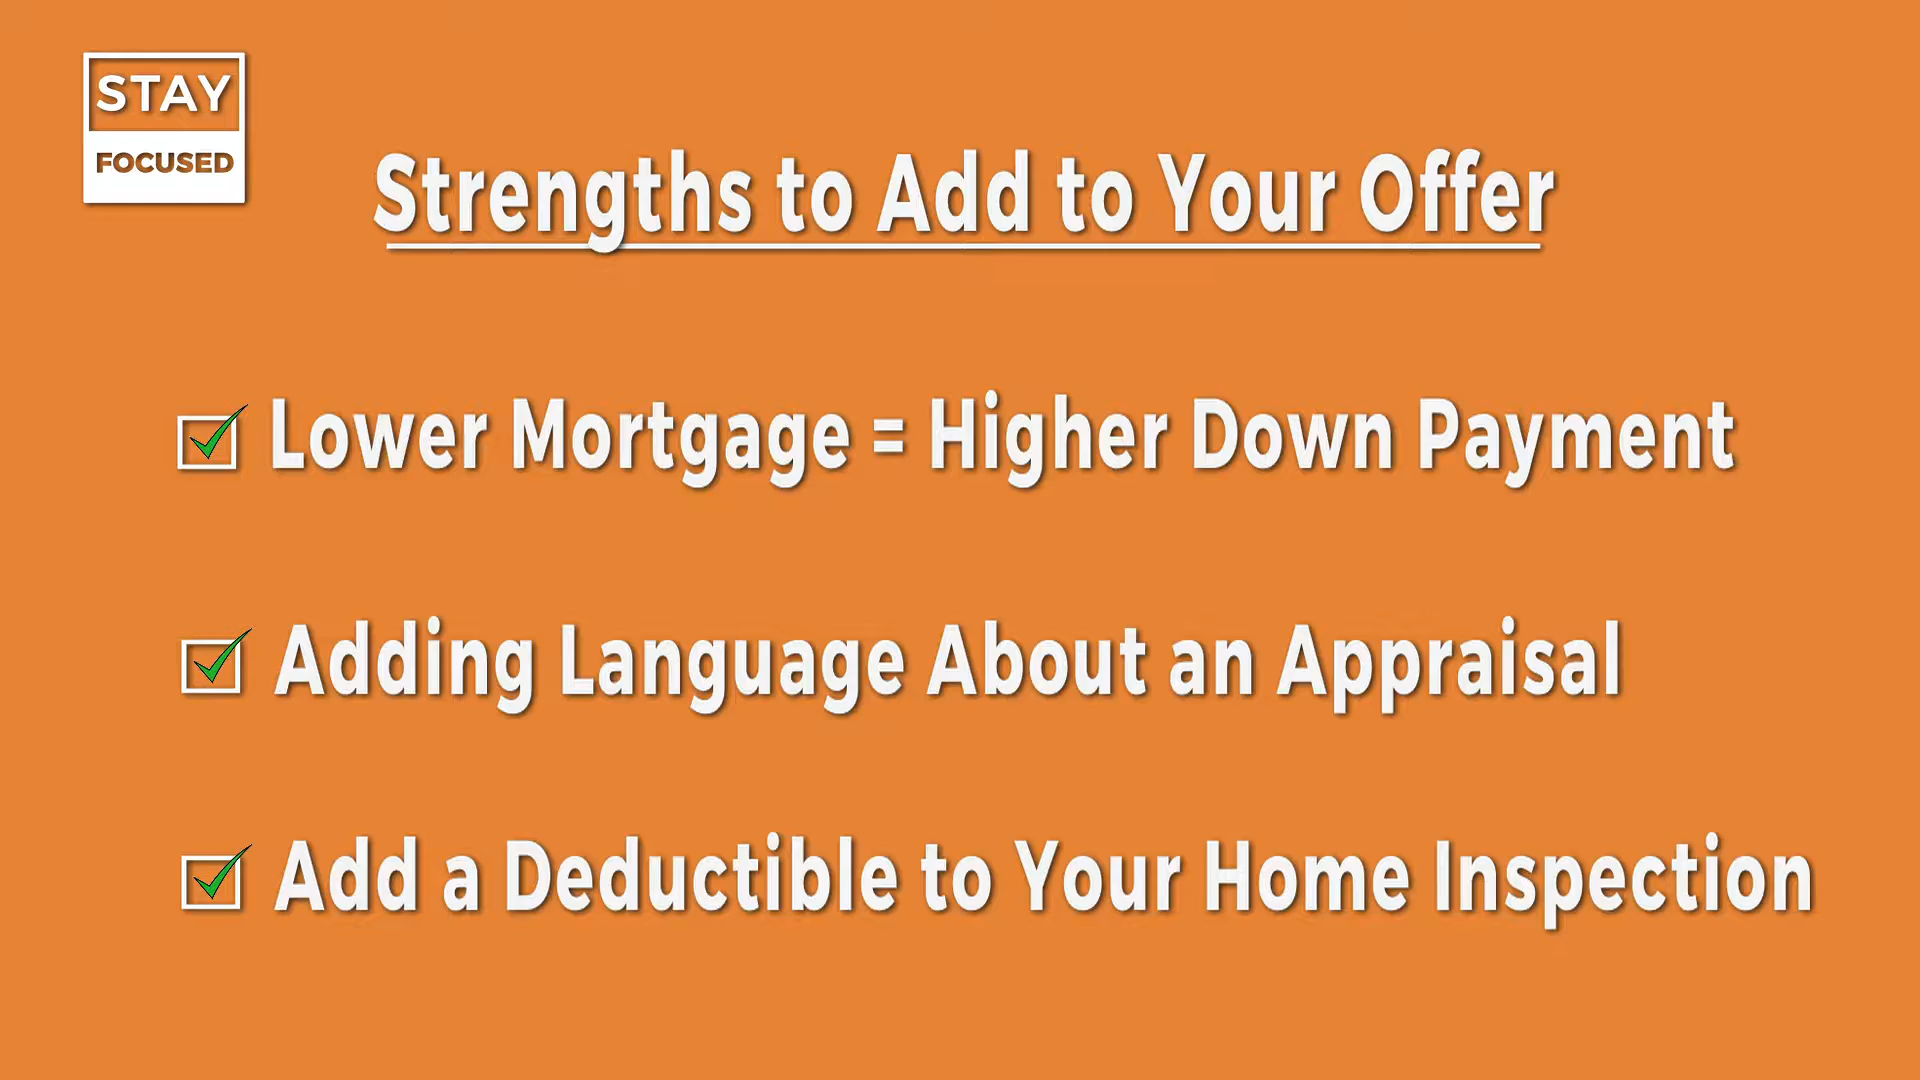 STAY
FOCUSED
Strengths to Add to Your Offer
Lower Mortgage = Higher Down Payment
Adding Language About an Appraisal
Add a Deductible to Your Home Inspection